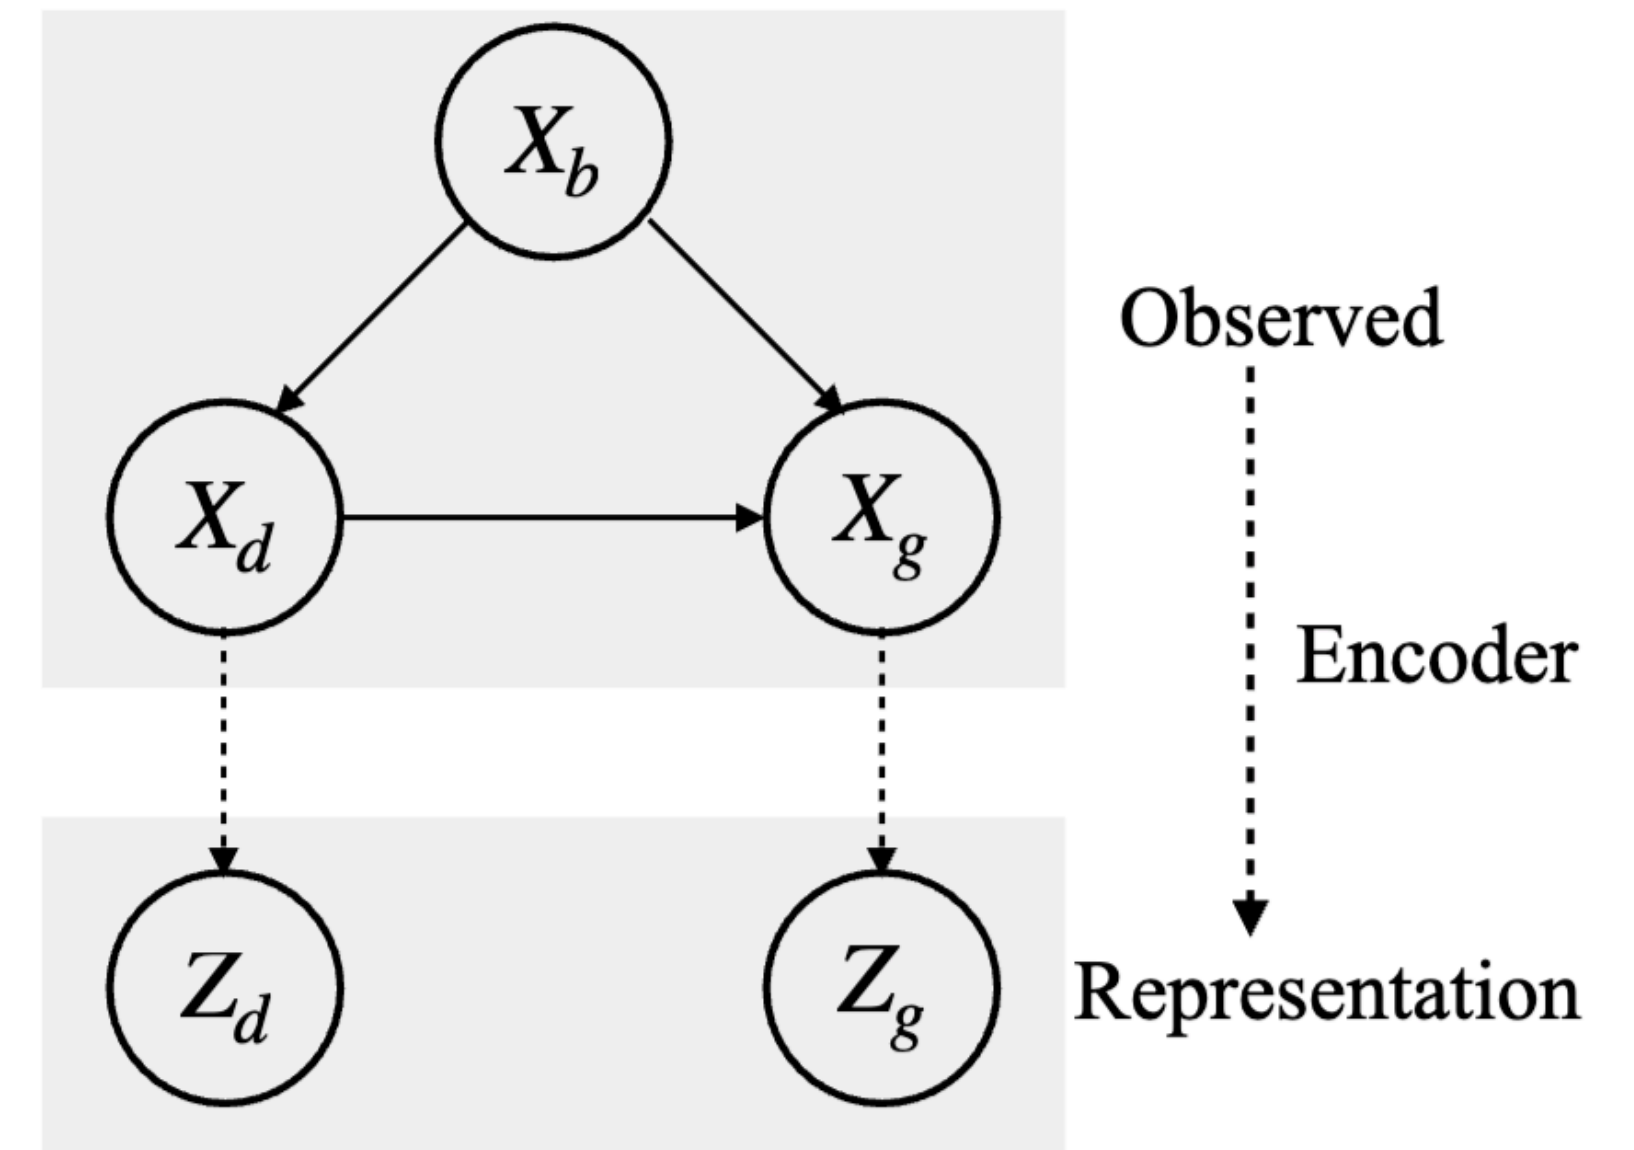 X_b
Observed
X_d
X_g
Encoder
Z_d
Z_g
Representation